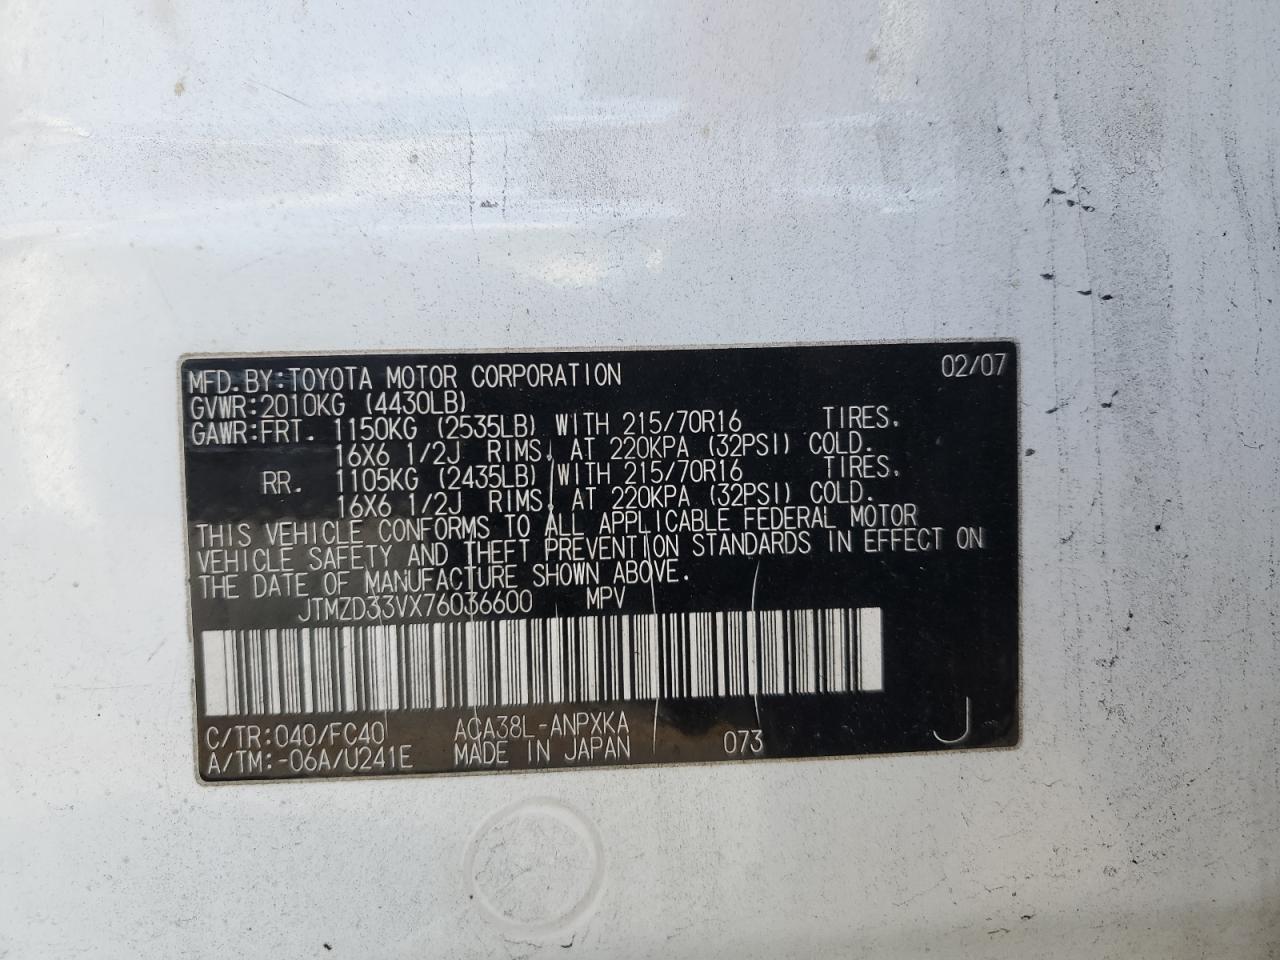 MFD.BY:TOYOTA MOTOR CORPORATION 02/07
GVWR:2010KG (4430LB)
GAWR:FRT. 1150KG (2535LB) WITH 215/70R16 TIRES.
16X6 1/2J RIMS, AT 220KPA (32PSI) COLD.
RR. 1105KG (2435LB) WITH 215/70R16 TIRES.
16X6 1/2J RIMS, AT 220KPA (32PSI) COLD.
THIS VEHICLE CONFORMS TO ALL APPLICABLE FEDERAL MOTOR
VEHICLE SAFETY AND THEFT PREVENTION STANDARDS IN EFFECT ON
THE DATE OF MANUFACTURE SHOWN ABOVE.
JTMZD33VX76036600 MPV
C/TR:040/FC40 ACA38L-ANPXKA
A/TM:-06A/U241E MADE IN JAPAN 073 J